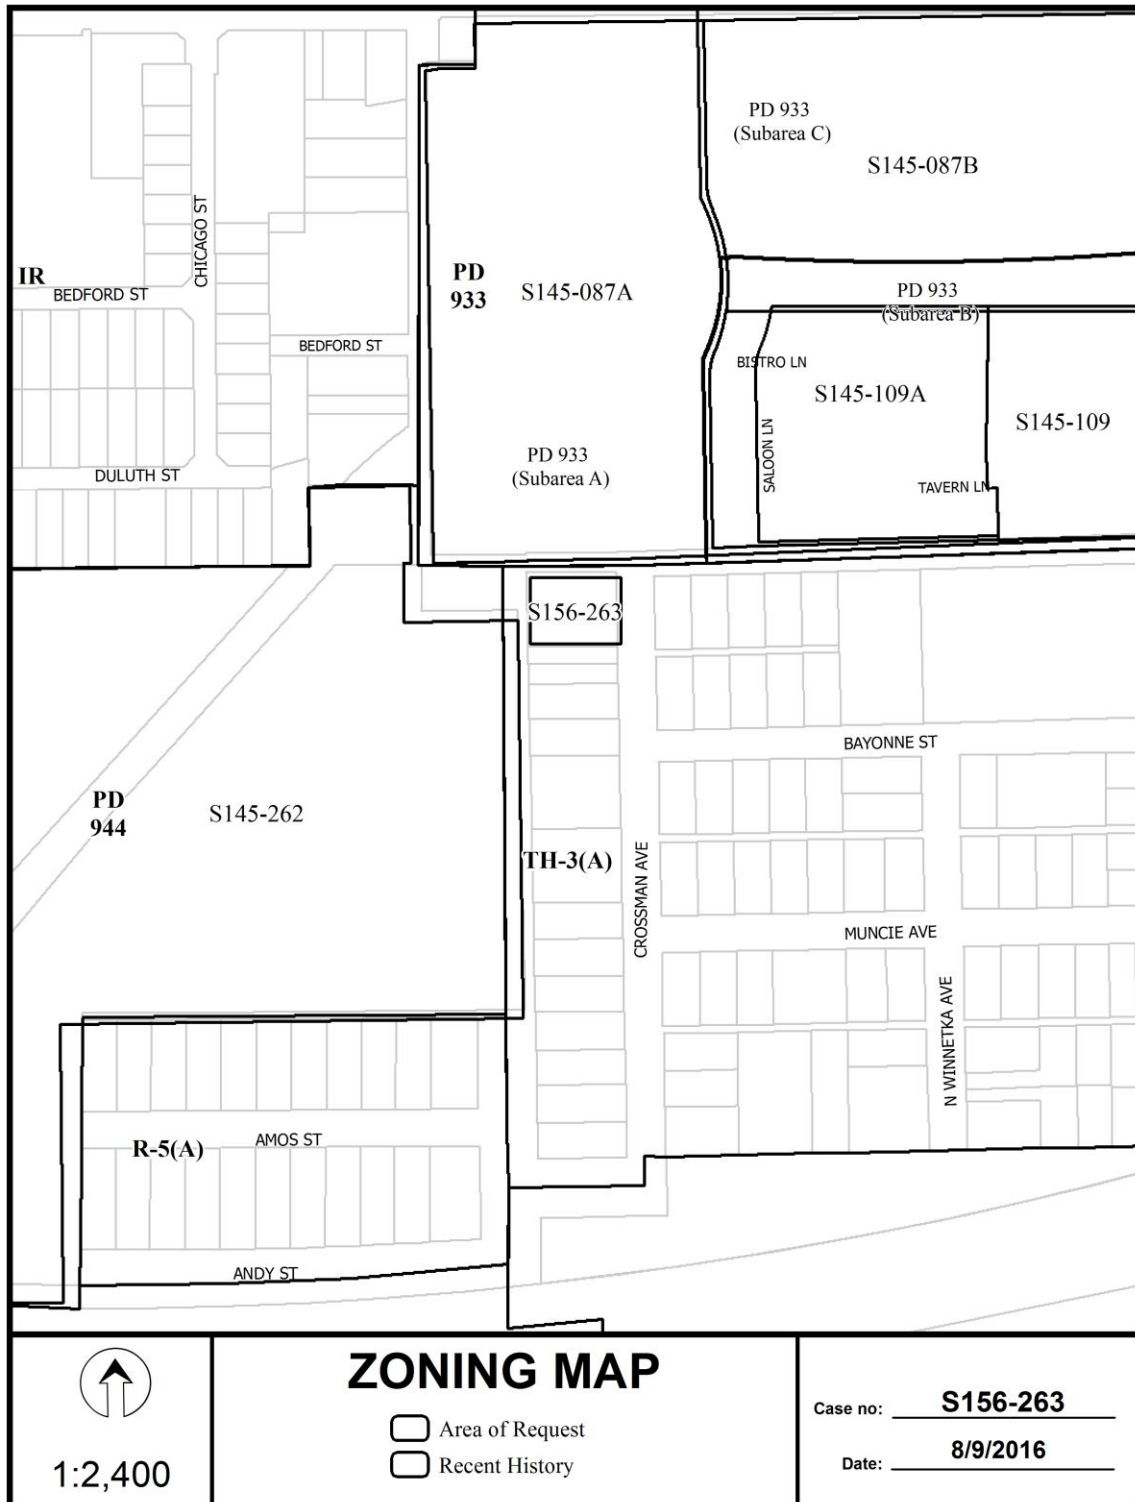 PD 933
(Subarea C)
S145-087B
CHICAGO ST
IR
BEDFORD ST
PD
933
S145-087A
PD 933
(Subarea B)
BEDFORD ST
BISTRO LN
S145-109A
S145-109
SALOON LN
PD 933
(Subarea A)
DULUTH ST
TAVERN LN
S156-263
BAYONNE ST
PD
944
S145-262
TH-3(A)
CROSSMAN AVE
MUNCIE AVE
N WINNETKA AVE
R-5(A)
AMOS ST
ANDY ST
1:2,400
ZONING MAP
Area of Request
Recent History
Case no: S156-263
Date: 8/9/2016